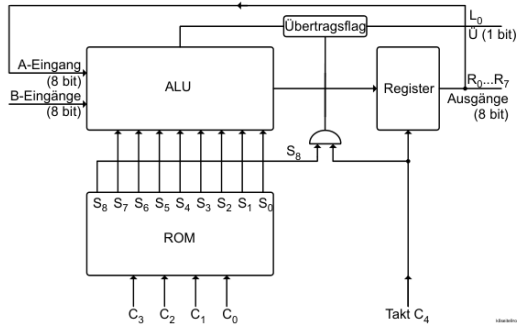 L0
Übertragsflag
Ü (1 bit)
A-Eingang
(8 bit)
B-Eingänge
(8 bit)
ALU
Register
R0...R7
Ausgänge
(8 bit)
S8
S8 S7 S6 S5 S4 S3 S2 S1 S0
ROM
C3 C2 C1 C0
Takt C4